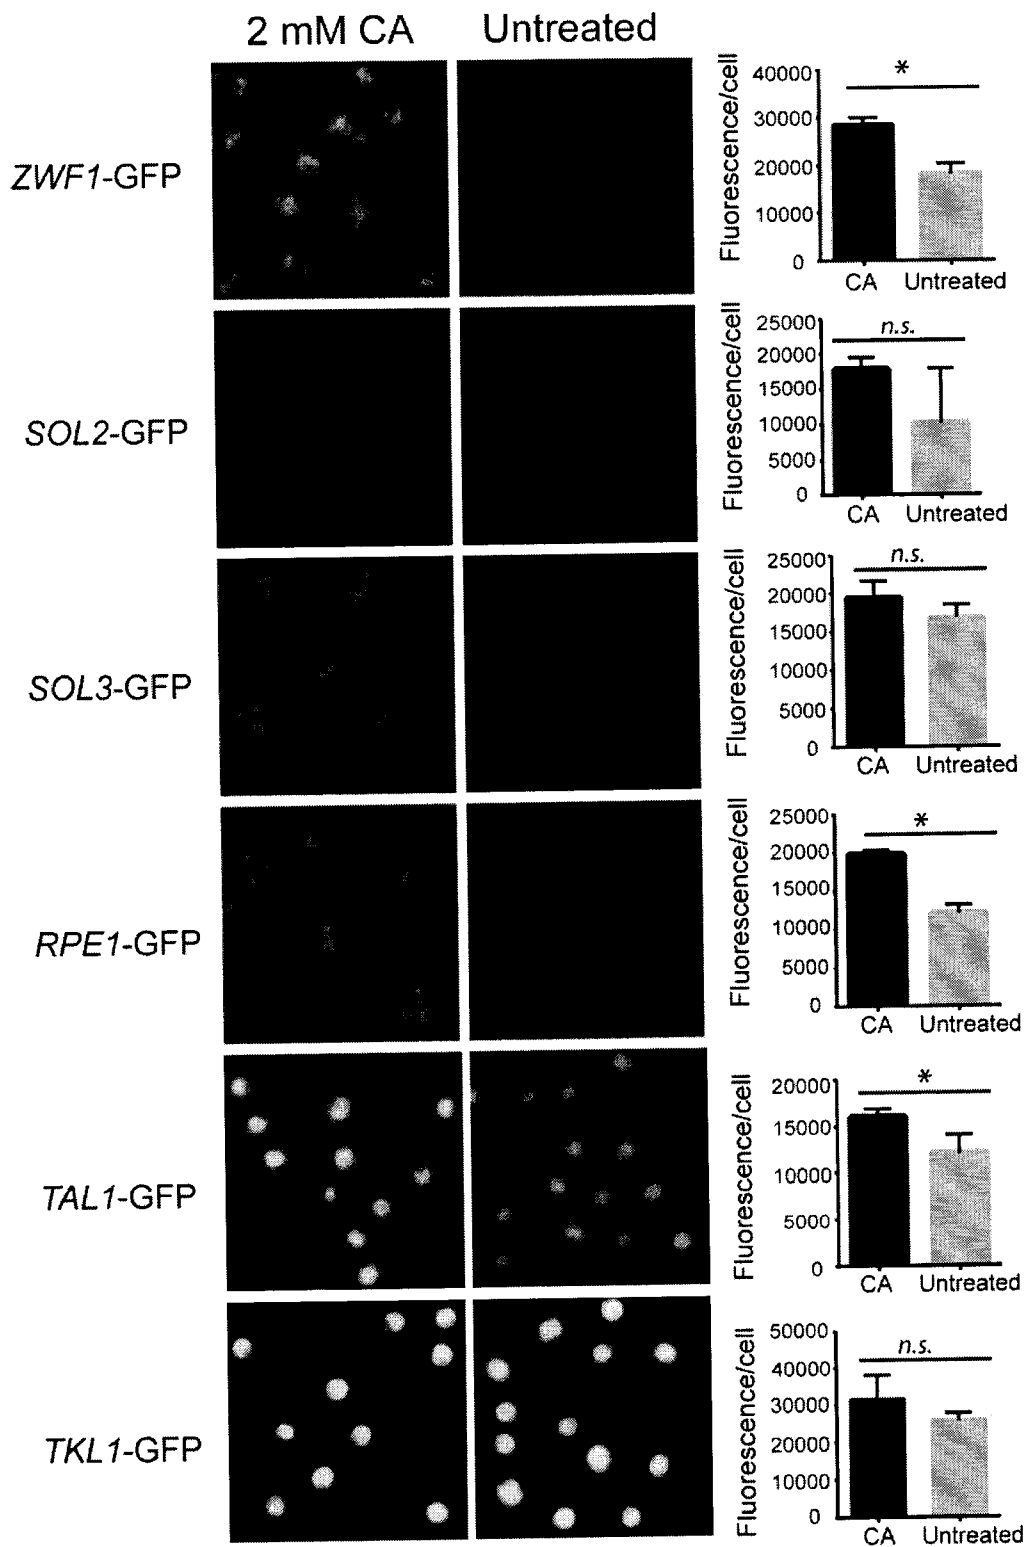 2 mM CA Untreated
ZWF1-GFP
Fluorescence/cell
40000
30000
20000
10000
0
*
CA Untreated
SOL2-GFP
Fluorescence/cell
25000
20000
15000
10000
5000
0
n.s.
CA Untreated
SOL3-GFP
Fluorescence/cell
25000
20000
15000
10000
5000
0
n.s.
CA Untreated
RPE1-GFP
Fluorescence/cell
25000
20000
15000
10000
5000
0
*
CA Untreated
TAL1-GFP
Fluorescence/cell
20000
15000
10000
5000
0
*
CA Untreated
TKL1-GFP
Fluorescence/cell
50000
40000
30000
20000
10000
0
n.s.
CA Untreated